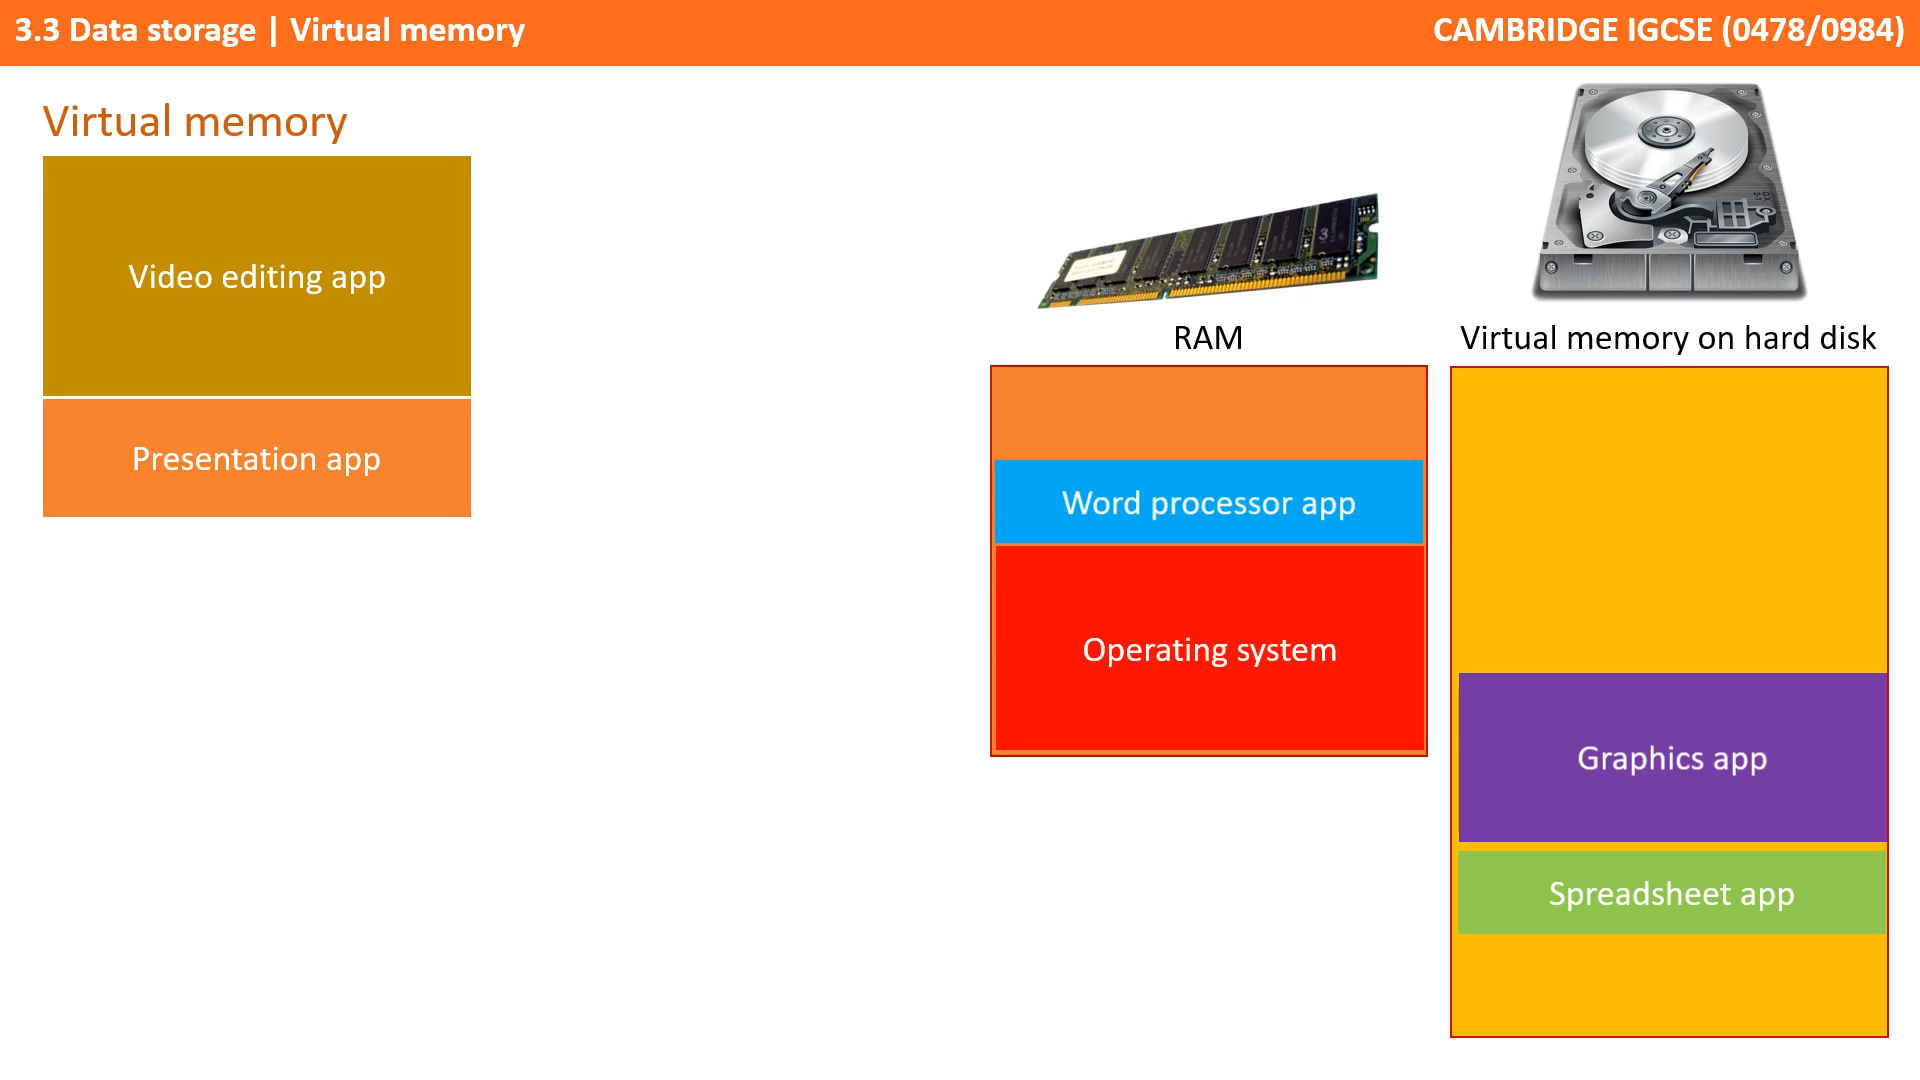 3.3 Data storage | Virtual memory
CAMBRIDGE IGCSE (0478/0984)
Virtual memory
Video editing app
Presentation app
RAM
Virtual memory on hard disk
Word processor app
Operating system
Graphics app
Spreadsheet app